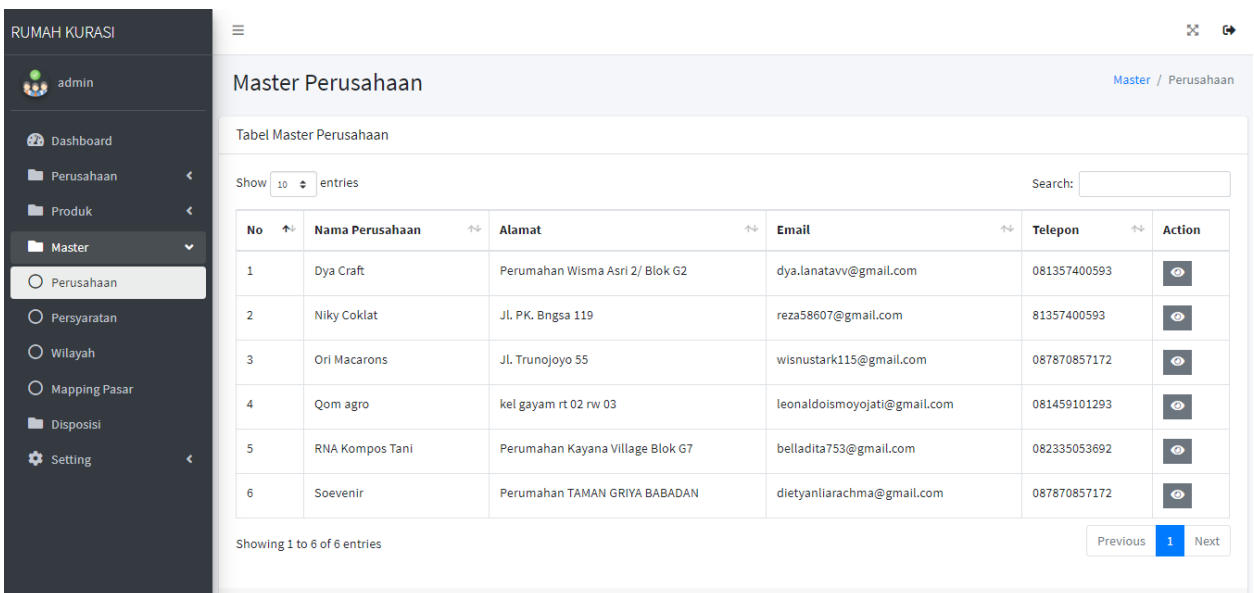 RUMAH KURASI
admin
Dashboard
Perusahaan
Produk
Master
Perusahaan
Persyaratan
Wilayah
Mapping Pasar
Disposisi
Setting
Master Perusahaan
Master / Perusahaan
Tabel Master Perusahaan
Show 10 entries
Search:
No Nama Perusahaan Alamat Email Telepon Action
1 Dya Craft Perumahan Wisma Asri 2/ Blok G2 dya.lanatavv@gmail.com 081357400593
2 Niky Coklat Jl. PK. Bngsa 119 reza58607@gmail.com 81357400593
3 Ori Macarons Jl. Trunojoyo 55 wisnustark115@gmail.com 087870857172
4 Qom agro kel gayam rt 02 rw 03 leonaldoismoyojati@gmail.com 081459101293
5 RNA Kompos Tani Perumahan Kayana Village Blok G7 belladita753@gmail.com 082335053692
6 Soevenir Perumahan TAMAN GRIYA BABADAN dietyanliarachma@gmail.com 087870857172
Showing 1 to 6 of 6 entries
Previous 1 Next